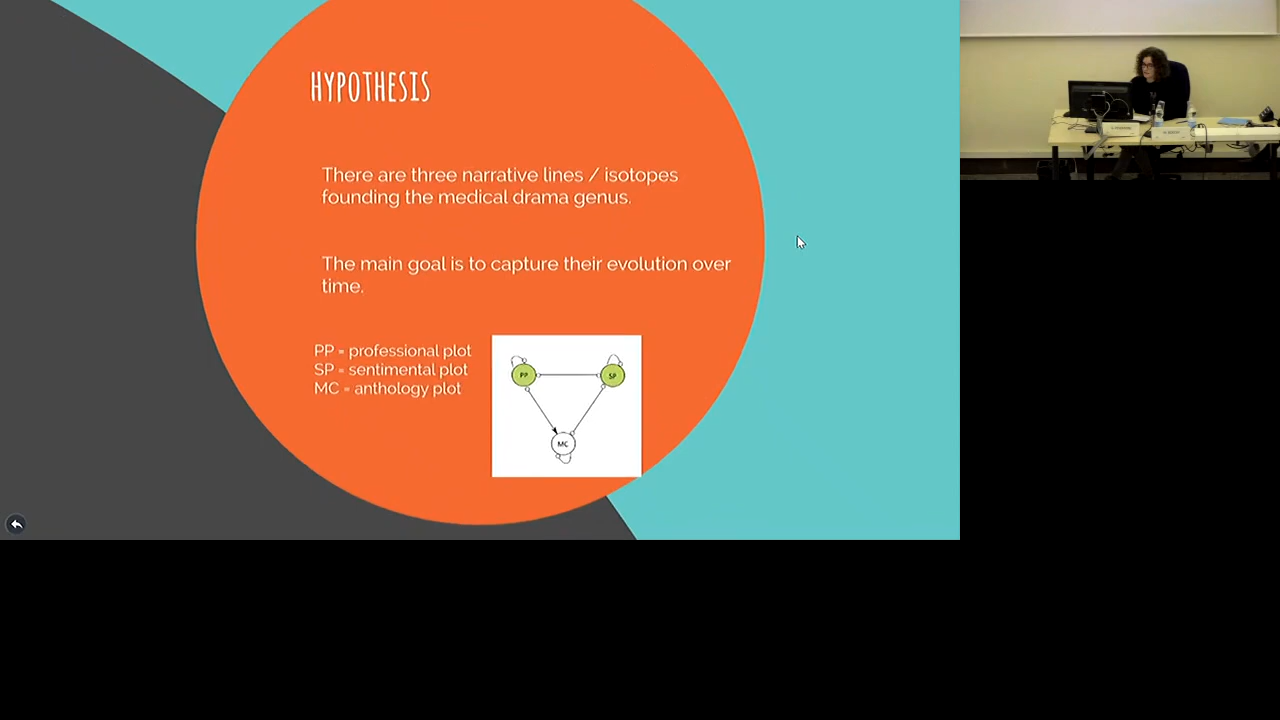 HYPOTHESIS
There are three narrative lines / isotopes
founding the medical drama genus.
The main goal is to capture their evolution over
time.
PP = professional plot
SP = sentimental plot
MC = anthology plot
PP
SP
MC